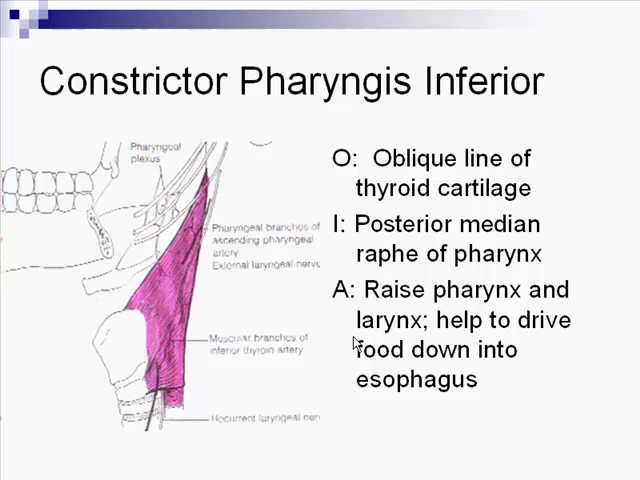 Constrictor Pharyngis Inferior
Pharyngeal
plexus
Pharyngeal branches of
ascending pharyngeal
artery
External laryngeal nerve
Muscular branches of
inferior thyroid artery
Recurrent laryngeal nerv
O: Oblique line of
thyroid cartilage
I: Posterior median
raphe of pharynx
A: Raise pharynx and
larynx; help to drive
food down into
esophagus